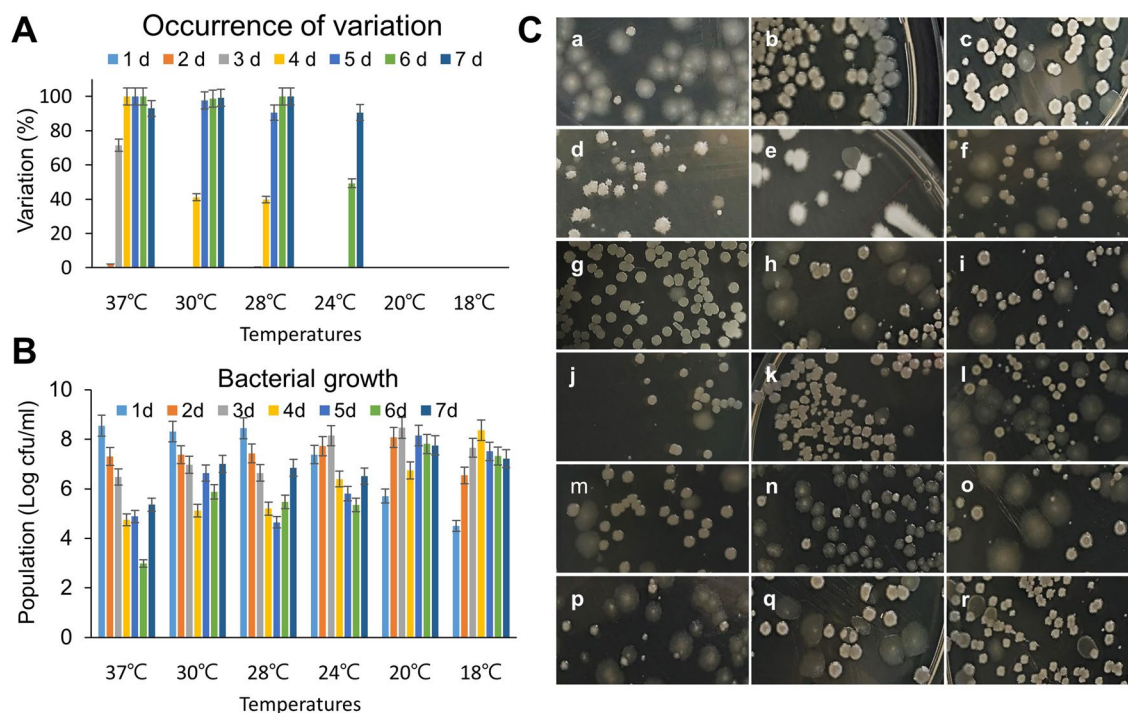 A
Occurrence of variation
1 d 2 d 3 d 4 d 5 d 6 d 7 d
Variation (%)
100
80
60
40
20
0
37℃ 30℃ 28℃ 24℃ 20℃ 18℃
Temperatures
B
Bacterial growth
1d 2d 3d 4d 5d 6d 7d
Population (Log cfu/ml)
10
8
6
4
2
0
37℃ 30℃ 28℃ 24℃ 20℃ 18℃
Temperatures
C
a b c
d e f
g h i
j k l
m n o
p q r